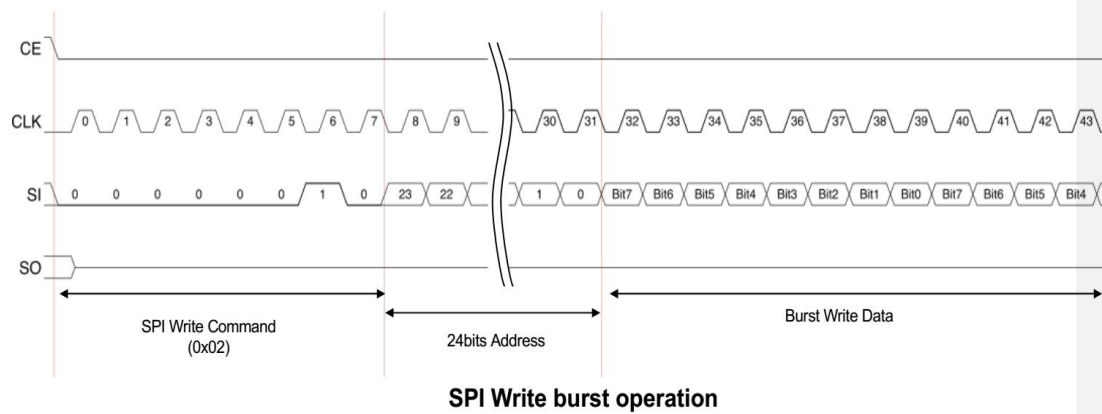 CE
CLK 0 1 2 3 4 5 6 7 8 9 30 31 32 33 34 35 36 37 38 39 40 41 42 43
SI 0 0 0 0 0 0 1 0 23 22 1 0 Bit7 Bit6 Bit5 Bit4 Bit3 Bit2 Bit1 Bit0 Bit7 Bit6 Bit5 Bit4
SO
SPI Write Command
(0x02)
24bits Address
Burst Write Data
SPI Write burst operation